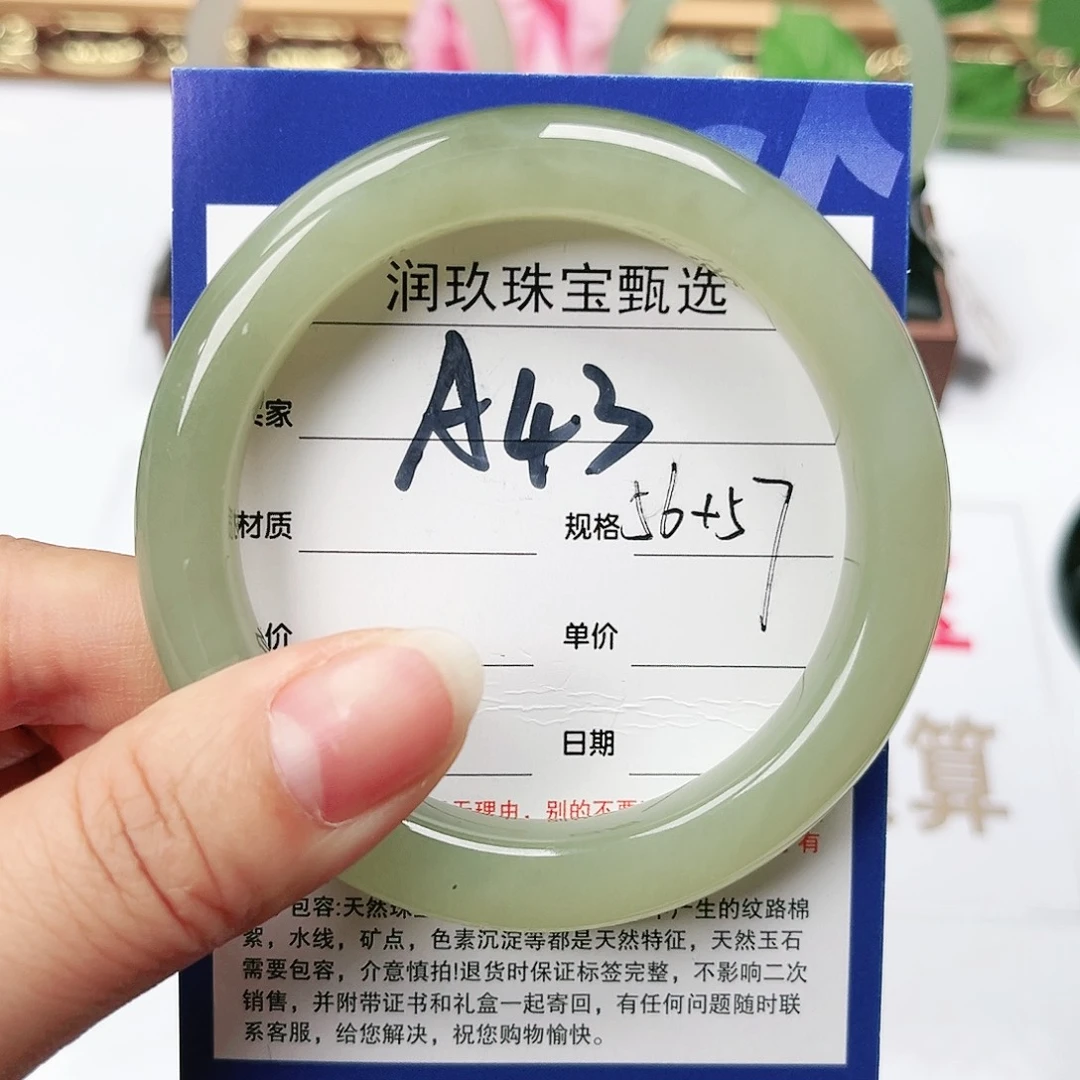 润玖珠宝甄选
A43
家
材质 规格 56+57
价 单价
日期
无理由，别的不要
有
包容:天然珠 产生的纹路棉
絮，水线，矿点，色素沉淀等都是天然特征，天然玉石
需要包容，介意慎拍!退货时保证标签完整，不影响二次
销售，并附带证书和礼盒一起寄回，有任何问题随时联
系客服，给您解决，祝您购物愉快。
算